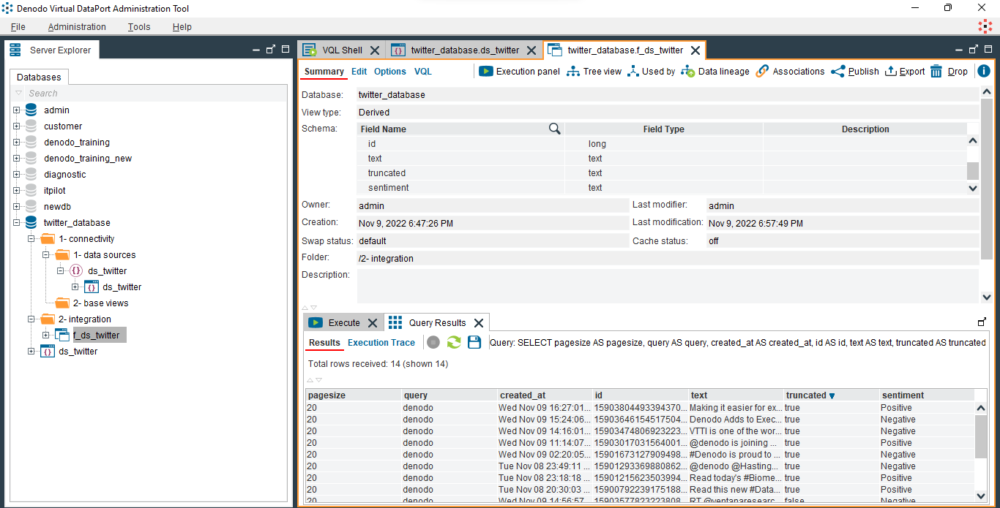 Denodo Virtual DataPort Administration Tool
File Administration Tools Help
Server Explorer
VQL Shell twitter_database.ds_twitter twitter_database.f_ds_twitter
Databases
Search
admin
customer
denodo_training
denodo_training_new
diagnostic
itpilot
newdb
twitter_database
1- connectivity
1- data sources
ds_twitter
ds_twitter
2- base views
2- integration
f_ds_twitter
ds_twitter
Summary Edit Options VQL Execution panel Tree view Used by Data lineage Associations Publish Export Drop
Database: twitter_database
View type: Derived
Schema: Field Name Field Type Description
id long
text text
truncated text
sentiment text
Owner: admin Last modifier: admin
Creation: Nov 9, 2022 6:47:26 PM Last modification: Nov 9, 2022 6:57:49 PM
Swap status: default Cache status: off
Folder: /2- integration
Description:
Execute Query Results
Results Execution Trace Query: SELECT pagesize AS pagesize, query AS query, created_at AS created_at, id AS id, text AS text, truncated AS truncated
Total rows received: 14 (shown 14)
pagesize query created_at id text truncated sentiment
20 denodo Wed Nov 09 16:27:01... 15903804493394370... Making it easier for ex... true Positive
20 denodo Wed Nov 09 15:24:06... 15903646154517504... Denodo Adds to Exec... true Negative
20 denodo Wed Nov 09 14:16:01... 15903474806923223... VTTI is one of the wor... true Negative
20 denodo Wed Nov 09 11:14:07... 15903017031564001... @denodo is joining ... true Positive
20 denodo Wed Nov 09 02:20:05... 15901673127909498... #Denodo is proud to ... true Negative
20 denodo Tue Nov 08 23:49:11 ... 15901293369880862... @denodo @Hasting... true Negative
20 denodo Tue Nov 08 23:18:18 ... 15901215623503994... Read today's #Biome... true Positive
20 denodo Tue Nov 08 20:30:03 ... 15900792239175188... Read this new #Data... true Positive
20 denodo Wed Nov 09 14:56:57... 15903577823223808... RT @ventanaresearc... false Negative